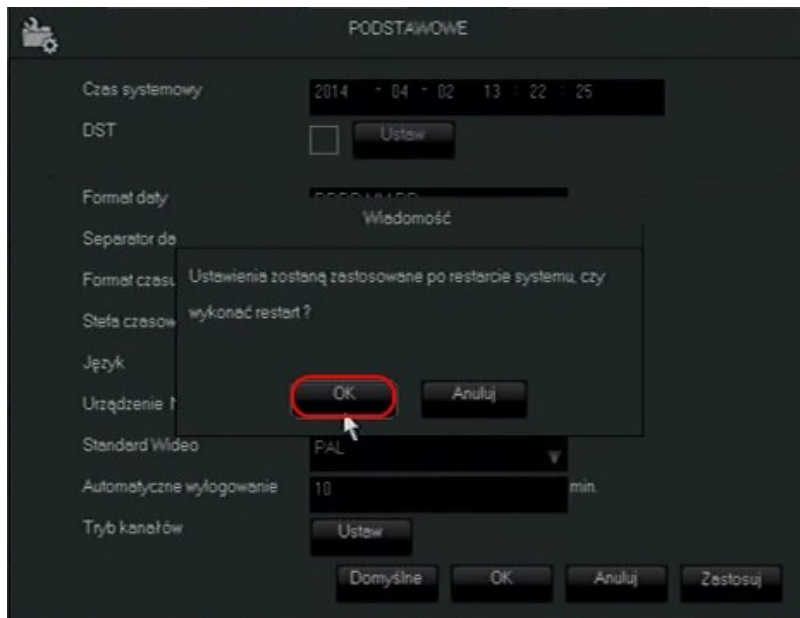 PODSTAWOWE
Czas systemowy 2014 - 04 - 02 13 : 22 : 25
DST Ustaw
Format daty
Wiadomość
Separator da
Format czasu
Ustawienia zostaną zastosowane po restarcie systemu, czy
wykonać restart ?
Stefa czasow
Język
OK Anuluj
Urządzenie N
Standard Wideo PAL
Automatyczne wylogowanie 10 min.
Tryb kanałów Ustaw
Domyślne OK Anuluj Zastosuj